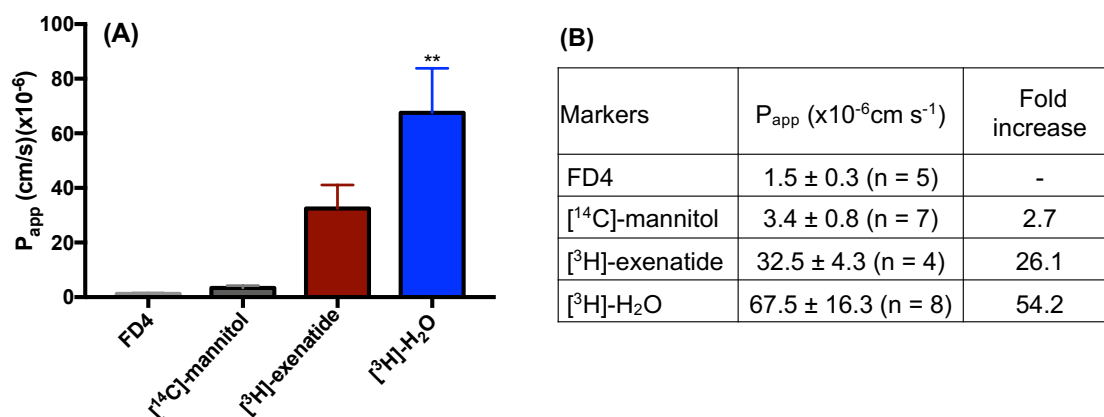 (A)
P_app (cm/s)(x10⁻⁶)
100
80
60
40
20
0
**
FD4
[¹⁴C]-mannitol
[³H]-exenatide
[³H]-H₂O
(B)
Markers P_app (x10⁻⁶cm s⁻¹) Fold increase
FD4 1.5 ± 0.3 (n = 5) -
[¹⁴C]-mannitol 3.4 ± 0.8 (n = 7) 2.7
[³H]-exenatide 32.5 ± 4.3 (n = 4) 26.1
[³H]-H₂O 67.5 ± 16.3 (n = 8) 54.2